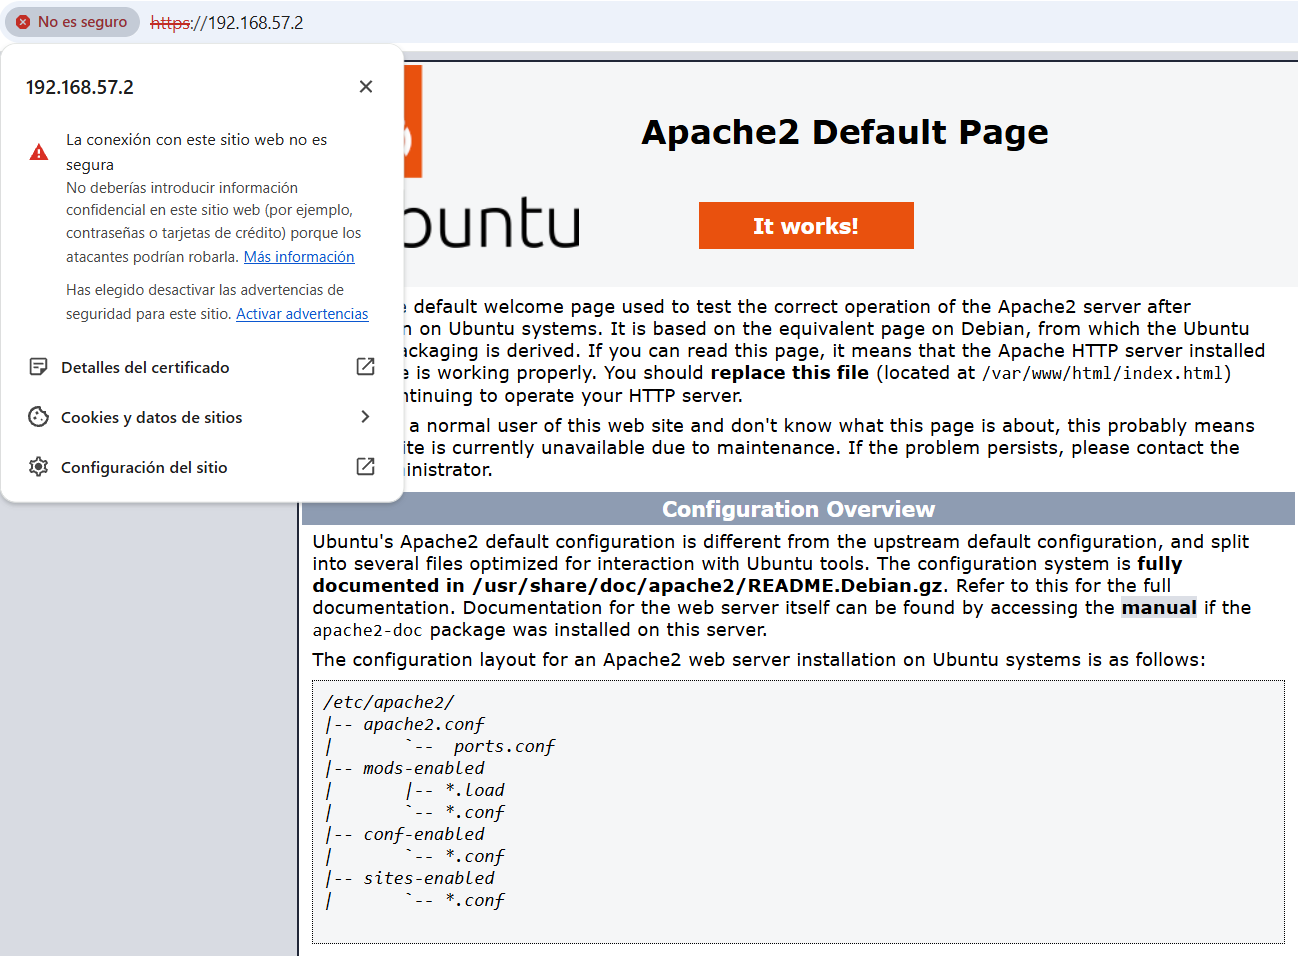 No es seguro
https://192.168.57.2
192.168.57.2
La conexión con este sitio web no es
segura
No deberías introducir información
confidencial en este sitio web (por ejemplo,
contraseñas o tarjetas de crédito) porque los
atacantes podrían robarla. Más información
Has elegido desactivar las advertencias de
seguridad para este sitio. Activar advertencias
Detalles del certificado
Cookies y datos de sitios
Configuración del sitio
Apache2 Default Page
buntu
It works!
default welcome page used to test the correct operation of the Apache2 server after
on Ubuntu systems. It is based on the equivalent page on Debian, from which the Ubuntu
ackaging is derived. If you can read this page, it means that the Apache HTTP server installed
is working properly. You should replace this file (located at /var/www/html/index.html)
ntinuing to operate your HTTP server.
a normal user of this web site and don't know what this page is about, this probably means
ite is currently unavailable due to maintenance. If the problem persists, please contact the
inistrator.
Configuration Overview
Ubuntu's Apache2 default configuration is different from the upstream default configuration, and split
into several files optimized for interaction with Ubuntu tools. The configuration system is fully
documented in /usr/share/doc/apache2/README.Debian.gz. Refer to this for the full
documentation. Documentation for the web server itself can be found by accessing the manual if the
apache2-doc package was installed on this server.
The configuration layout for an Apache2 web server installation on Ubuntu systems is as follows:
/etc/apache2/
|-- apache2.conf
|       `--  ports.conf
|-- mods-enabled
|       |-- *.load
|       `-- *.conf
|-- conf-enabled
|       `-- *.conf
|-- sites-enabled
|       `-- *.conf